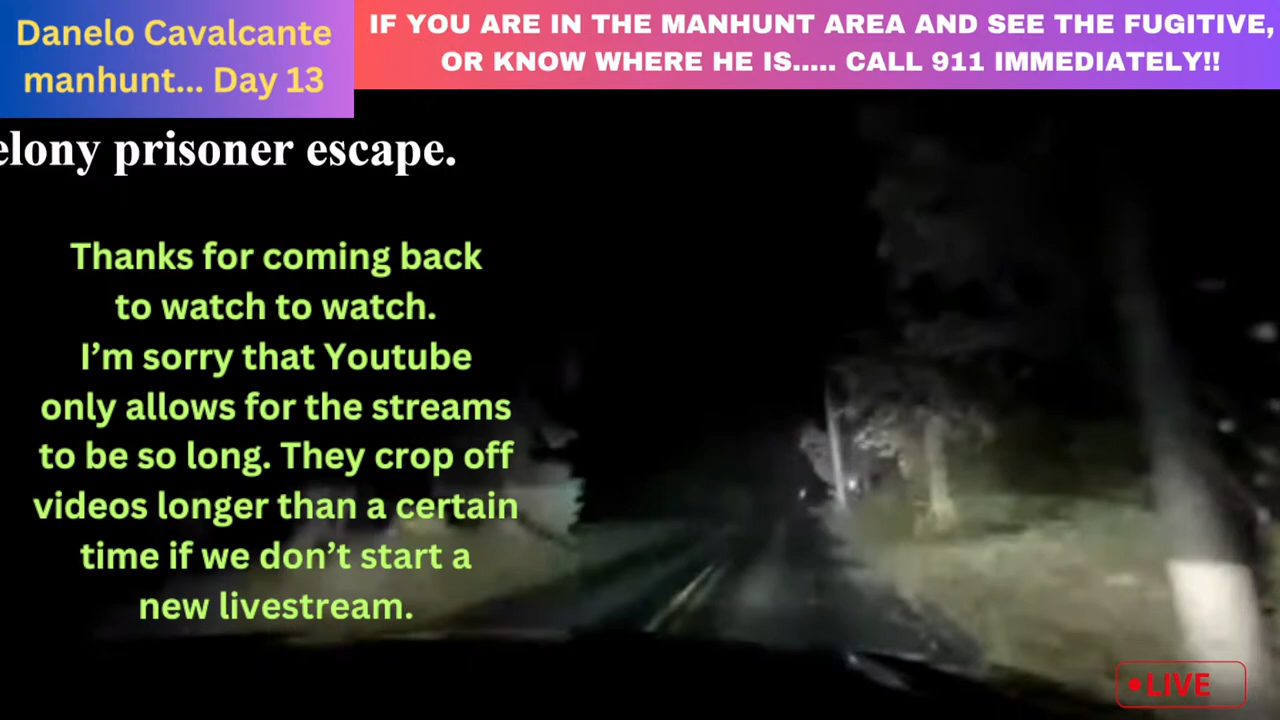 Danelo Cavalcante
manhunt... Day 13
IF YOU ARE IN THE MANHUNT AREA AND SEE THE FUGITIVE,
OR KNOW WHERE HE IS..... CALL 911 IMMEDIATELY!!
elony prisoner escape.
Thanks for coming back
to watch to watch.
I’m sorry that Youtube
only allows for the streams
to be so long. They crop off
videos longer than a certain
time if we don’t start a
new livestream.
LIVE